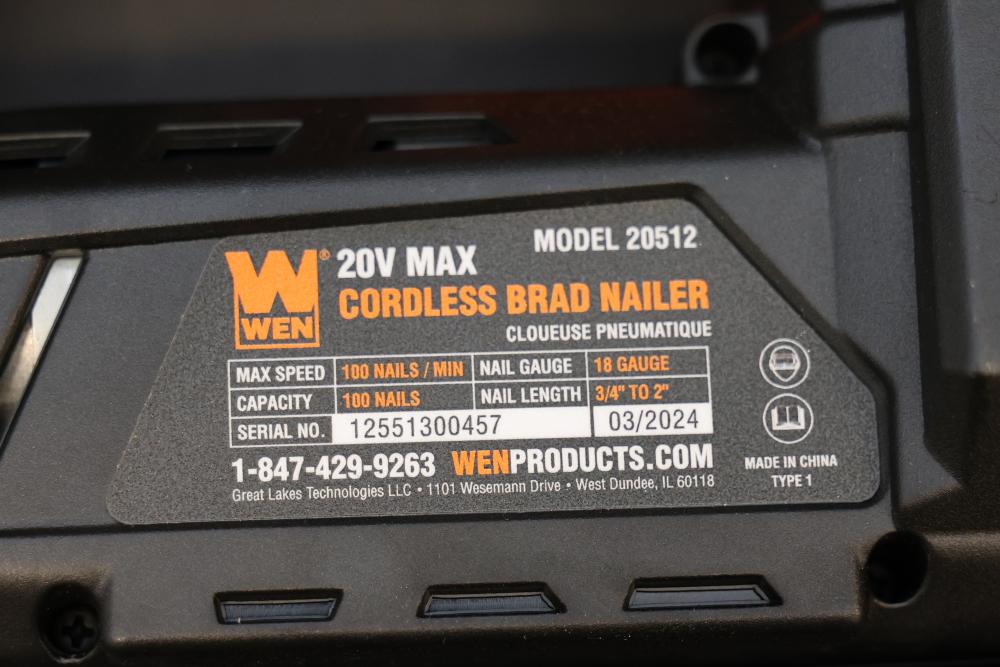 WEN® 20V MAX MODEL 20512
CORDLESS BRAD NAILER
CLOUEUSE PNEUMATIQUE
MAX SPEED 100 NAILS / MIN NAIL GAUGE 18 GAUGE
CAPACITY 100 NAILS NAIL LENGTH 3/4" TO 2"
SERIAL NO. 12551300457 03/2024
1-847-429-9263 WENPRODUCTS.COM
Great Lakes Technologies LLC • 1101 Wesemann Drive • West Dundee, IL 60118
MADE IN CHINA
TYPE 1